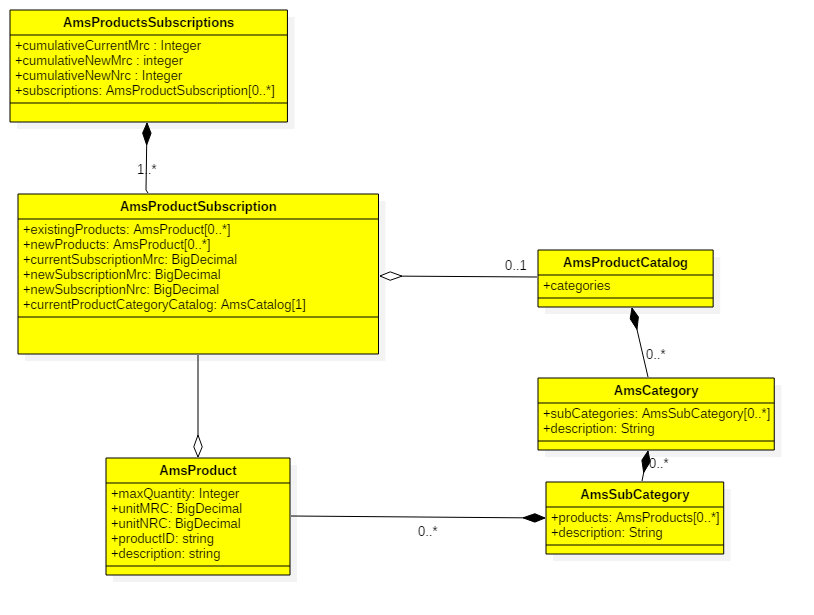 AmsProductsSubscriptions
+cumulativeCurrentMrc : Integer
+cumulativeNewMrc : integer
+cumulativeNewNrc : Integer
+subscriptions: AmsProductSubscription[0..*]
1..*
AmsProductSubscription
+existingProducts: AmsProduct[0..*]
+newProducts: AmsProduct[0..*]
+currentSubscriptionMrc: BigDecimal
+newSubscriptionMrc: BigDecimal
+newSubscriptionNrc: BigDecimal
+currentProductCategoryCatalog: AmsCatalog[1]
0..1
AmsProductCatalog
+categories
0..*
AmsCategory
+subCategories: AmsSubCategory[0..*]
+description: String
0..*
AmsSubCategory
+products: AmsProducts[0..*]
+description: String
0..*
AmsProduct
+maxQuantity: Integer
+unitMRC: BigDecimal
+unitNRC: BigDecimal
+productID: string
+description: string